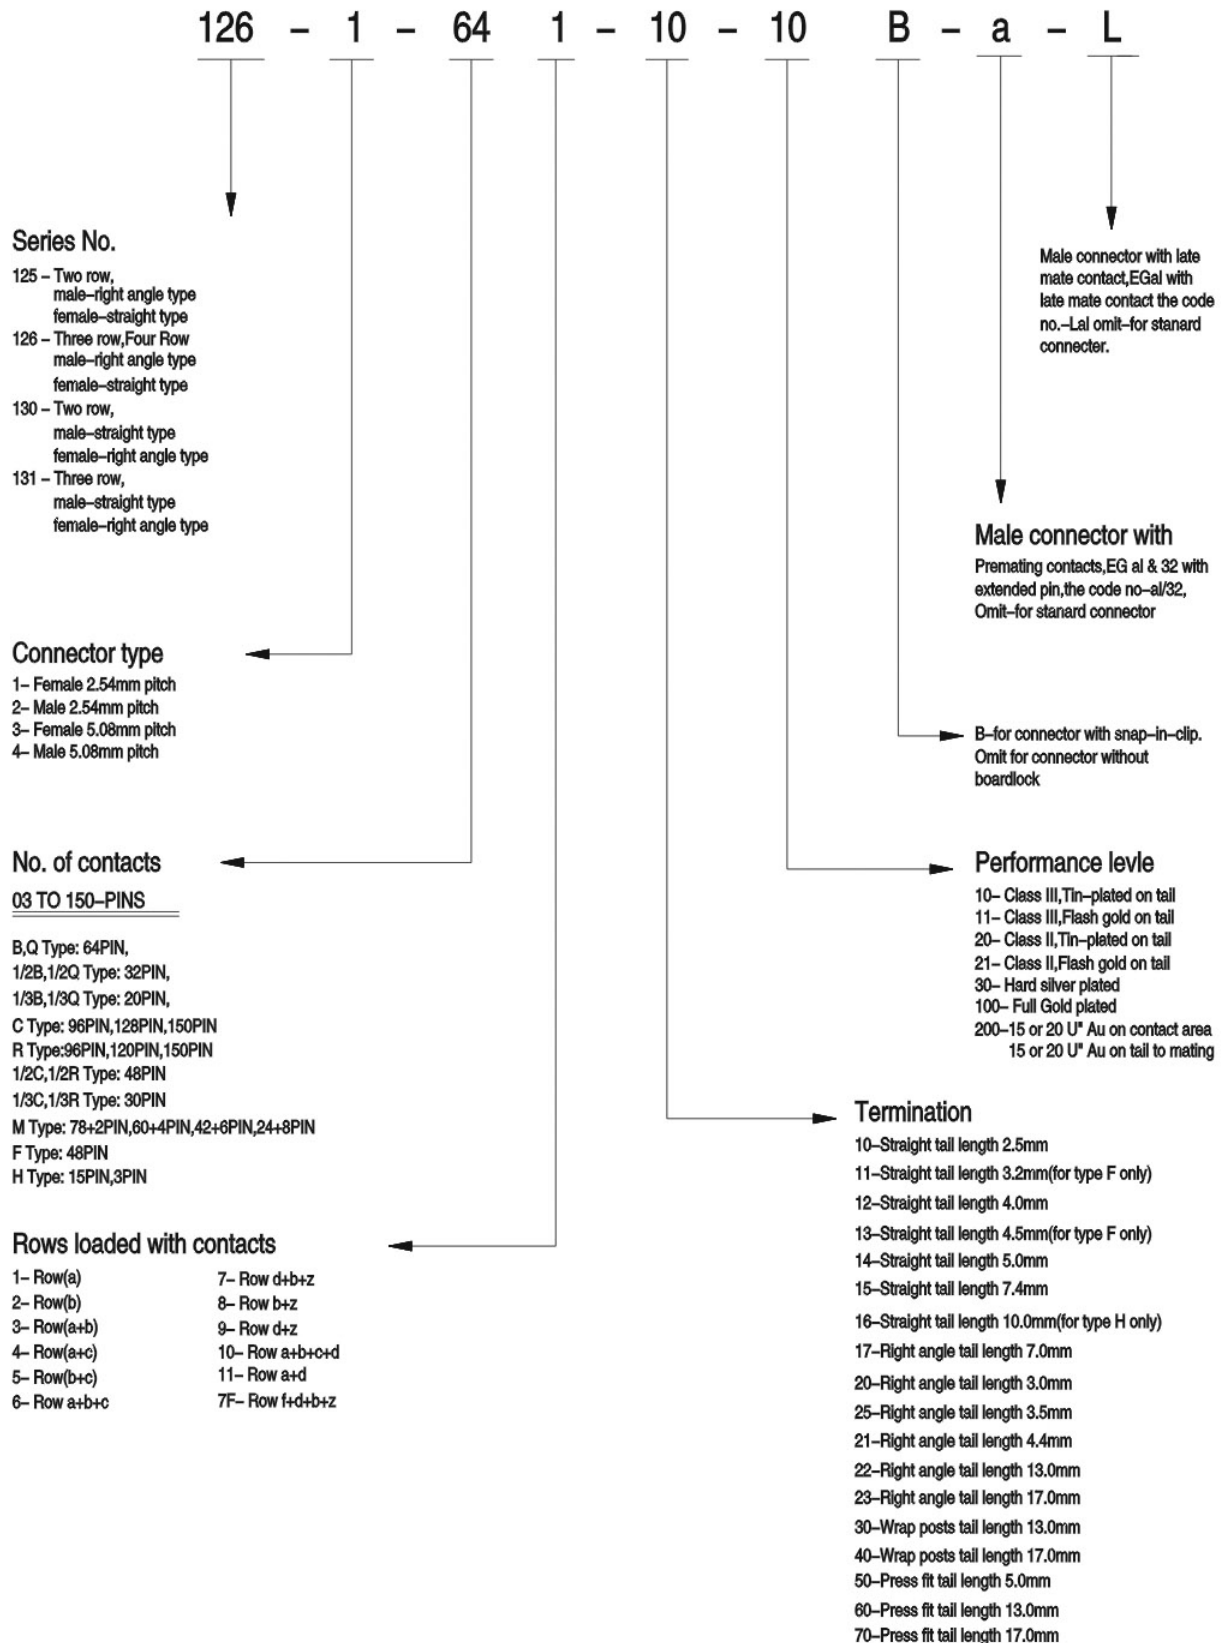 126 – 1 – 64 1 – 10 – 10 B – a – L
Series No.
125 – Two row,
male–right angle type
female–straight type
126 – Three row,Four Row
male–right angle type
female–straight type
130 – Two row,
male–straight type
female–right angle type
131 – Three row,
male–straight type
female–right angle type
Male connector with late
mate contact,EGal with
late mate contact the code
no.–Lal omit–for stanard
connecter.
Male connector with
Premating contacts,EG al & 32 with
extended pin,the code no–al/32,
Omit–for stanard connector
Connector type
1– Female 2.54mm pitch
2– Male 2.54mm pitch
3– Female 5.08mm pitch
4– Male 5.08mm pitch
B–for connector with snap–in–clip.
Omit for connector without
boardlock
No. of contacts
03 TO 150–PINS
B,Q Type: 64PIN,
1/2B,1/2Q Type: 32PIN,
1/3B,1/3Q Type: 20PIN,
C Type: 96PIN,128PIN,150PIN
R Type:96PIN,120PIN,150PIN
1/2C,1/2R Type: 48PIN
1/3C,1/3R Type: 30PIN
M Type: 78+2PIN,60+4PIN,42+6PIN,24+8PIN
F Type: 48PIN
H Type: 15PIN,3PIN
Performance levle
10– Class III,Tin–plated on tail
11– Class III,Flash gold on tail
20– Class II,Tin–plated on tail
21– Class II,Flash gold on tail
30– Hard silver plated
100– Full Gold plated
200–15 or 20 U" Au on contact area
15 or 20 U" Au on tail to mating
Rows loaded with contacts
1– Row(a)
2– Row(b)
3– Row(a+b)
4– Row(a+c)
5– Row(b+c)
6– Row a+b+c
7– Row d+b+z
8– Row b+z
9– Row d+z
10– Row a+b+c+d
11– Row a+d
7F– Row f+d+b+z
Termination
10–Straight tail length 2.5mm
11–Straight tail length 3.2mm(for type F only)
12–Straight tail length 4.0mm
13–Straight tail length 4.5mm(for type F only)
14–Straight tail length 5.0mm
15–Straight tail length 7.4mm
16–Straight tail length 10.0mm(for type H only)
17–Right angle tail length 7.0mm
20–Right angle tail length 3.0mm
25–Right angle tail length 3.5mm
21–Right angle tail length 4.4mm
22–Right angle tail length 13.0mm
23–Right angle tail length 17.0mm
30–Wrap posts tail length 13.0mm
40–Wrap posts tail length 17.0mm
50–Press fit tail length 5.0mm
60–Press fit tail length 13.0mm
70–Press fit tail length 17.0mm